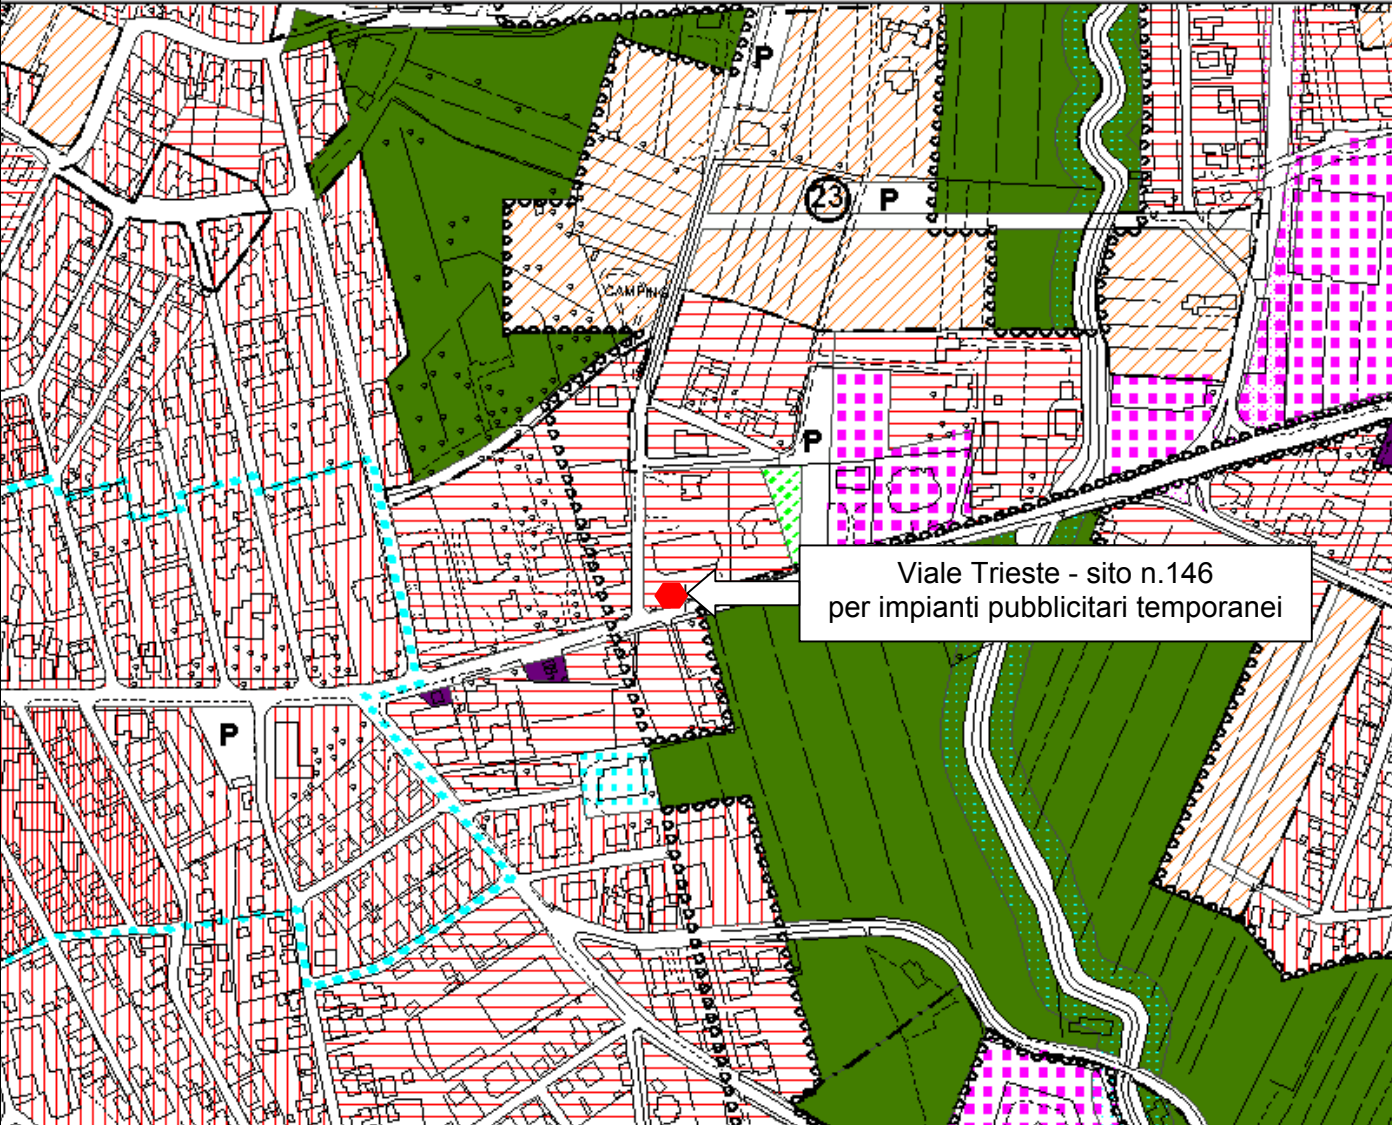 P
23
P
CAMPING
P
Viale Trieste - sito n.146
per impianti pubblicitari temporanei
P